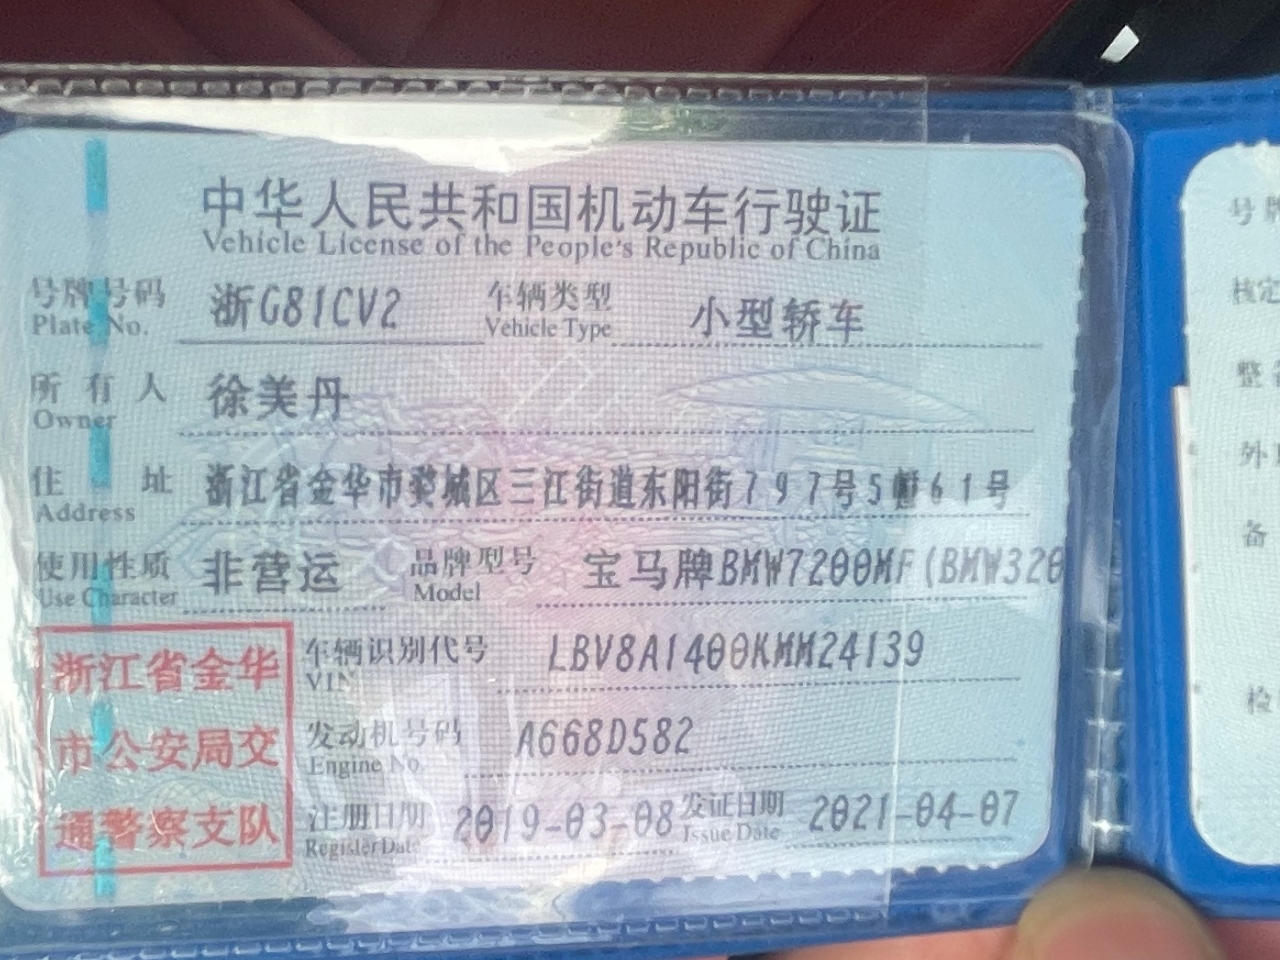 中华人民共和国机动车行驶证
Vehicle License of the People's Republic of China
号牌号码 浙G81CV2 车辆类型 小型轿车
Plate No. Vehicle Type
所有人 徐美丹
Owner
住址 浙江省金华市婺城区三江街道东阳街797号5幢61号
Address
使用性质 非营运 品牌型号 宝马牌BMW7200MF(BMW320
Use Character Model
浙江省金华
市公安局交
通警察支队
车辆识别代号 LBV8A1400KMM24139
VIN
发动机号码 A668D582
Engine No.
注册日期 2019-03-08 发证日期 2021-04-07
Register Date Issue Date
号牌
核定
整
外
备
检